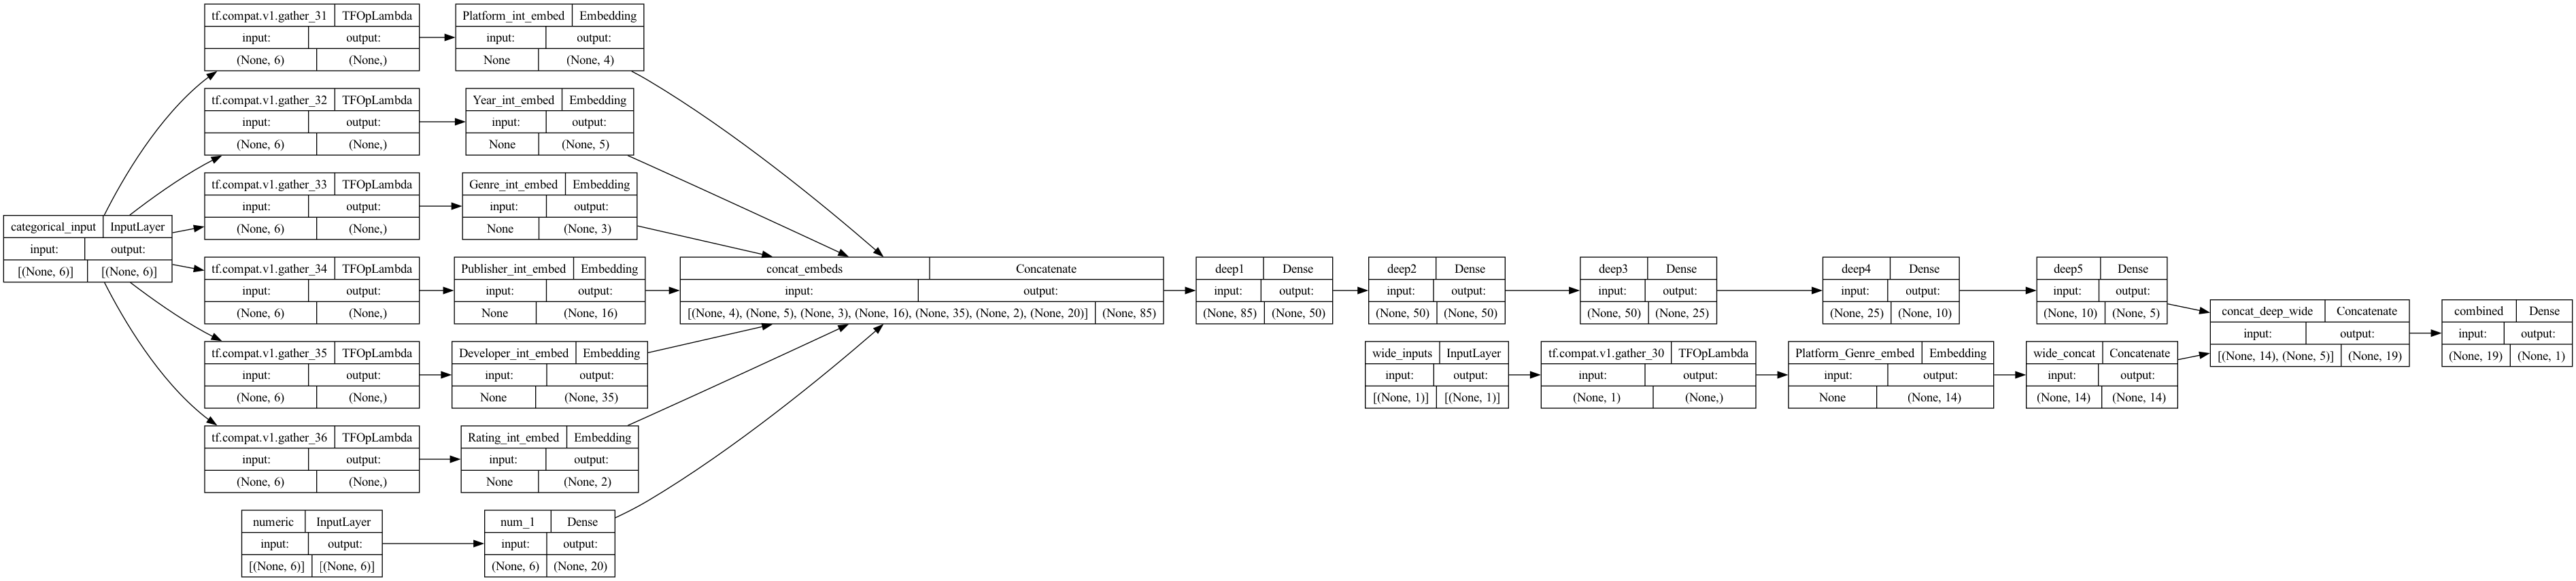 tf.compat.v1.gather_31 TFOpLambda
input: output:
(None, 6) (None,)
Platform_int_embed Embedding
input: output:
None (None, 4)
tf.compat.v1.gather_32 TFOpLambda
input: output:
(None, 6) (None,)
Year_int_embed Embedding
input: output:
None (None, 5)
tf.compat.v1.gather_33 TFOpLambda
input: output:
(None, 6) (None,)
Genre_int_embed Embedding
input: output:
None (None, 3)
categorical_input InputLayer
input: output:
[(None, 6)] [(None, 6)]
tf.compat.v1.gather_34 TFOpLambda
input: output:
(None, 6) (None,)
Publisher_int_embed Embedding
input: output:
None (None, 16)
concat_embeds Concatenate
input: output:
[(None, 4), (None, 5), (None, 3), (None, 16), (None, 35), (None, 2), (None, 20)] (None, 85)
deep1 Dense
input: output:
(None, 85) (None, 50)
deep2 Dense
input: output:
(None, 50) (None, 50)
deep3 Dense
input: output:
(None, 50) (None, 25)
deep4 Dense
input: output:
(None, 25) (None, 10)
deep5 Dense
input: output:
(None, 10) (None, 5)
concat_deep_wide Concatenate
input: output:
[(None, 14), (None, 5)] (None, 19)
combined Dense
input: output:
(None, 19) (None, 1)
tf.compat.v1.gather_35 TFOpLambda
input: output:
(None, 6) (None,)
Developer_int_embed Embedding
input: output:
None (None, 35)
wide_inputs InputLayer
input: output:
[(None, 1)] [(None, 1)]
tf.compat.v1.gather_30 TFOpLambda
input: output:
(None, 1) (None,)
Platform_Genre_embed Embedding
input: output:
None (None, 14)
wide_concat Concatenate
input: output:
(None, 14) (None, 14)
tf.compat.v1.gather_36 TFOpLambda
input: output:
(None, 6) (None,)
Rating_int_embed Embedding
input: output:
None (None, 2)
numeric InputLayer
input: output:
[(None, 6)] [(None, 6)]
num_1 Dense
input: output:
(None, 6) (None, 20)